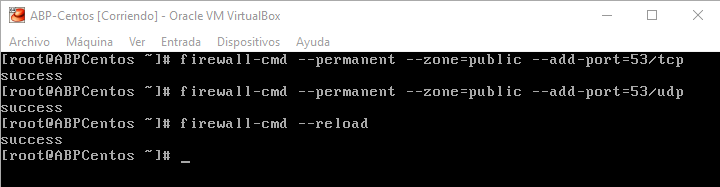 ABP-Centos [Corriendo] - Oracle VM VirtualBox
Archivo Máquina Ver Entrada Dispositivos Ayuda
[root@ABPCentos ~]# firewall-cmd --permanent --zone=public --add-port=53/tcp
success
[root@ABPCentos ~]# firewall-cmd --permanent --zone=public --add-port=53/udp
success
[root@ABPCentos ~]# firewall-cmd --reload
success
[root@ABPCentos ~]# _